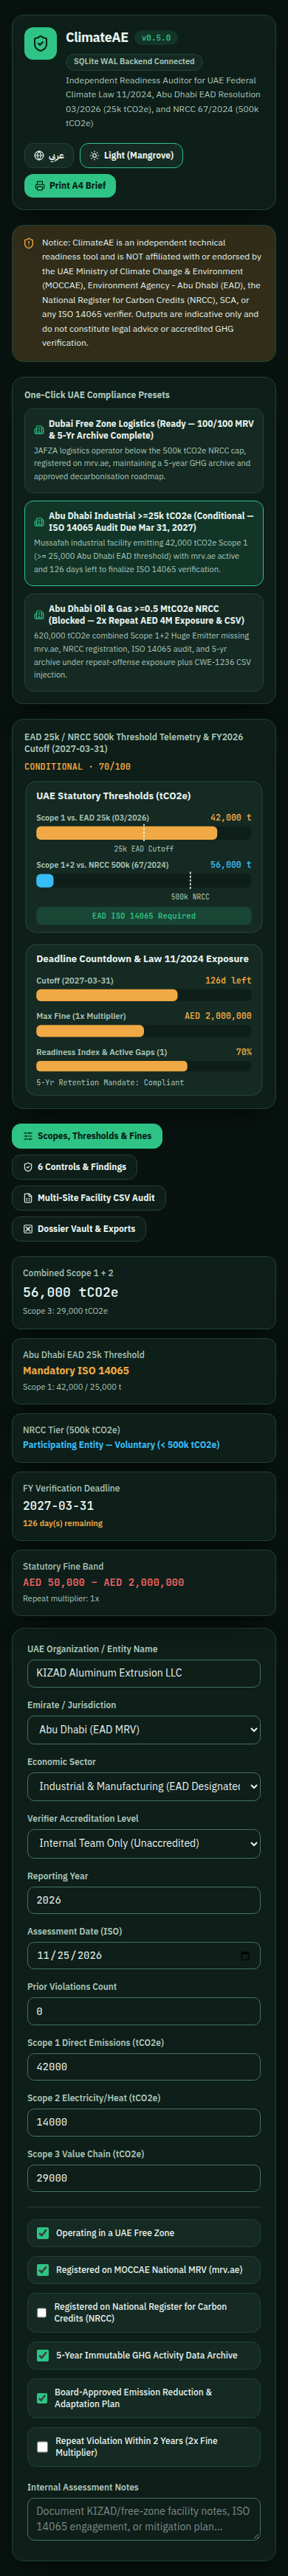 ClimateAE v0.5.0
SQLite WAL Backend Connected
Independent Readiness Auditor for UAE Federal
Climate Law 11/2024, Abu Dhabi EAD Resolution
03/2026 (25k tCO2e), and NRCC 67/2024 (500k
tCO2e)
عربي
Light (Mangrove)
Print A4 Brief
Notice: ClimateAE is an independent technical
readiness tool and is NOT affiliated with or endorsed by
the UAE Ministry of Climate Change & Environment
(MOCCAE), Environment Agency - Abu Dhabi (EAD), the
National Register for Carbon Credits (NRCC), SCA, or
any ISO 14065 verifier. Outputs are indicative only and
do not constitute legal advice or accredited GHG
verification.
One-Click UAE Compliance Presets
Dubai Free Zone Logistics (Ready — 100/100 MRV
& 5-Yr Archive Complete)
JAFZA logistics operator below the 500k tCO2e NRCC cap,
registered on mrv.ae, maintaining a 5-year GHG archive and
approved decarbonisation roadmap.
Abu Dhabi Industrial >=25k tCO2e (Conditional —
ISO 14065 Audit Due Mar 31, 2027)
Mussafah industrial facility emitting 42,000 tCO2e Scope 1
(>= 25,000 Abu Dhabi EAD threshold) with mrv.ae active
and 126 days left to finalize ISO 14065 verification.
Abu Dhabi Oil & Gas >=0.5 MtCO2e NRCC
(Blocked — 2x Repeat AED 4M Exposure & CSV)
620,000 tCO2e combined Scope 1+2 Huge Emitter missing
mrv.ae, NRCC registration, ISO 14065 audit, and 5-yr
archive under repeat-offense exposure plus CWE-1236 CSV
injection.
EAD 25k / NRCC 500k Threshold Telemetry & FY2026
Cutoff (2027-03-31)
CONDITIONAL · 70/100
UAE Statutory Thresholds (tCO2e)
Scope 1 vs. EAD 25k (03/2026) 42,000 t
25k EAD Cutoff
Scope 1+2 vs. NRCC 500k (67/2024) 56,000 t
500k NRCC
EAD ISO 14065 Required
Deadline Countdown & Law 11/2024 Exposure
Cutoff (2027-03-31) 126d left
Max Fine (1x Multiplier) AED 2,000,000
Readiness Index & Active Gaps (1) 70%
5-Yr Retention Mandate: Compliant
Scopes, Thresholds & Fines
6 Controls & Findings
Multi-Site Facility CSV Audit
Dossier Vault & Exports
Combined Scope 1 + 2
56,000 tCO2e
Scope 3: 29,000 tCO2e
Abu Dhabi EAD 25k Threshold
Mandatory ISO 14065
Scope 1: 42,000 / 25,000 t
NRCC Tier (500k tCO2e)
Participating Entity — Voluntary (< 500k tCO2e)
FY Verification Deadline
2027-03-31
126 day(s) remaining
Statutory Fine Band
AED 50,000 – AED 2,000,000
Repeat multiplier: 1x
UAE Organization / Entity Name
KIZAD Aluminum Extrusion LLC
Emirate / Jurisdiction
Abu Dhabi (EAD MRV)
Economic Sector
Industrial & Manufacturing (EAD Designated
Verifier Accreditation Level
Internal Team Only (Unaccredited)
Reporting Year
2026
Assessment Date (ISO)
11/25/2026
Prior Violations Count
0
Scope 1 Direct Emissions (tCO2e)
42000
Scope 2 Electricity/Heat (tCO2e)
14000
Scope 3 Value Chain (tCO2e)
29000
Operating in a UAE Free Zone
Registered on MOCCAE National MRV (mrv.ae)
Registered on National Register for Carbon
Credits (NRCC)
5-Year Immutable GHG Activity Data Archive
Board-Approved Emission Reduction &
Adaptation Plan
Repeat Violation Within 2 Years (2x Fine
Multiplier)
Internal Assessment Notes
Document KIZAD/free-zone facility notes, ISO
14065 engagement, or mitigation plan...